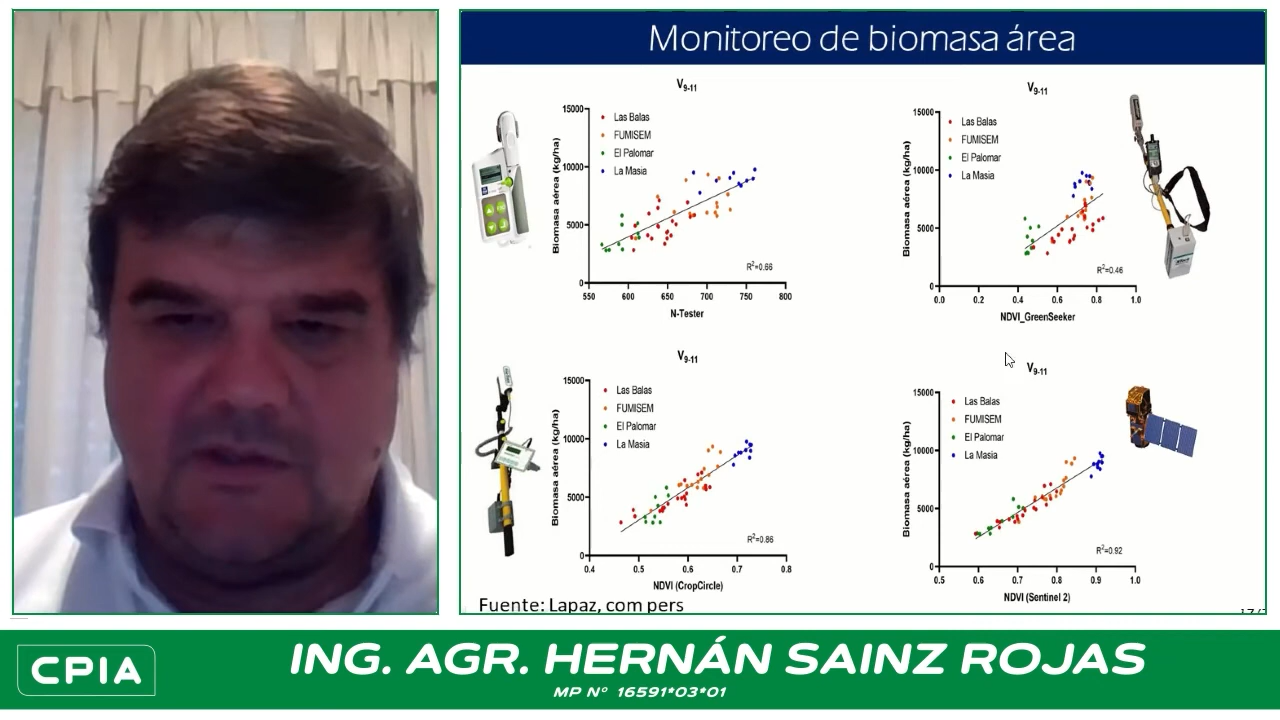 Monitoreo de biomasa área
V9-11
Biomasa aérea (kg/ha)
15000
10000
5000
0
Las Balas
FUMISEM
El Palomar
La Masia
R2=0.66
550 600 650 700 750 800
N-Tester
V9-11
Biomasa aérea (kg/ha)
15000
10000
5000
0
Las Balas
FUMISEM
El Palomar
La Masia
R2=0.46
0.0 0.2 0.4 0.6 0.8 1.0
NDVI_GreenSeeker
V9-11
Biomasa aérea (kg/ha)
15000
10000
5000
0
Las Balas
FUMISEM
El Palomar
La Masia
R2=0.86
0.4 0.5 0.6 0.7 0.8
NDVI (CropCircle)
V9-11
Biomasa aérea (kg/ha)
15000
10000
5000
0
Las Balas
FUMISEM
El Palomar
La Masia
R2=0.92
0.5 0.6 0.7 0.8 0.9 1.0
NDVI (Sentinel 2)
Fuente: Lapaz, com pers
CPIA
ING. AGR. HERNÁN SAINZ ROJAS
MP Nº 16591*03*01